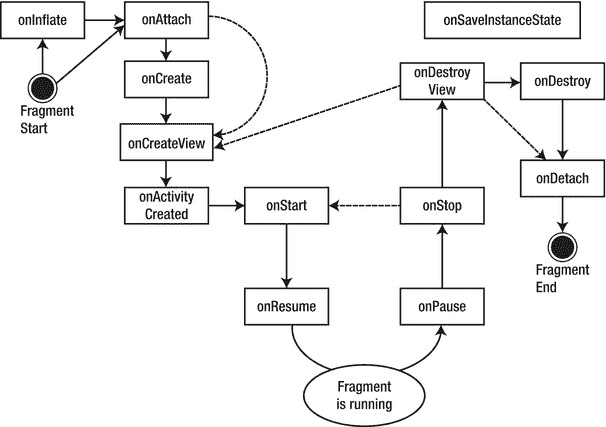 onInflate
onAttach
onSaveInstanceState
Fragment
Start
onCreate
onDestroy
View
onDestroy
onCreateView
onDetach
onActivity
Created
onStart
onStop
Fragment
End
onResume
onPause
Fragment
is running